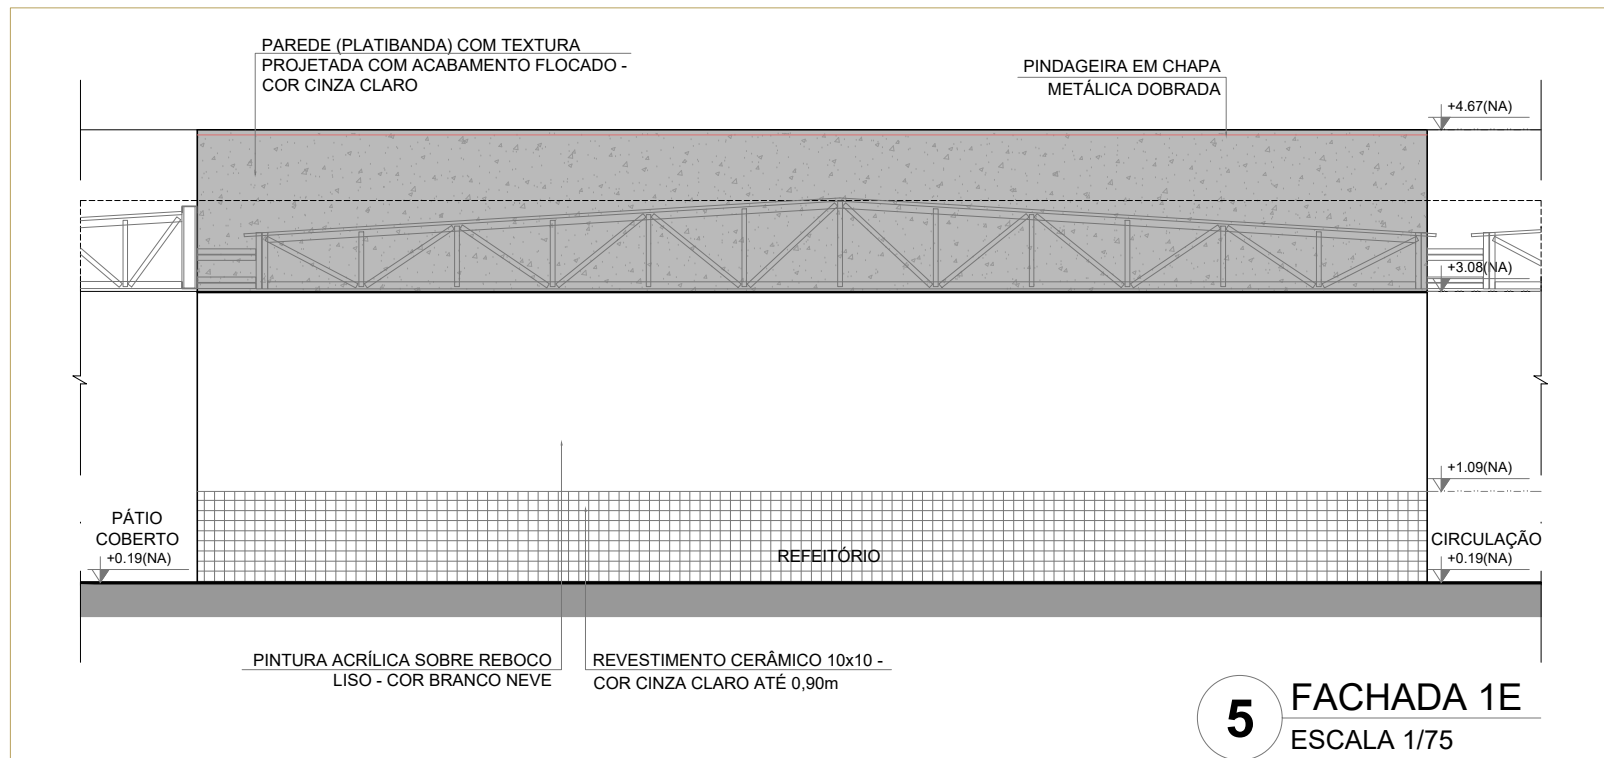 PAREDE (PLATIBANDA) COM TEXTURA
PROJETADA COM ACABAMENTO FLOCADO -
COR CINZA CLARO
PINDAGEIRA EM CHAPA
METÁLICA DOBRADA
+4.67(NA)
+3.08(NA)
+1.09(NA)
PÁTIO
COBERTO
+0.19(NA)
REFEITÓRIO
CIRCULAÇÃO
+0.19(NA)
PINTURA ACRÍLICA SOBRE REBOCO
LISO - COR BRANCO NEVE
REVESTIMENTO CERÂMICO 10x10 -
COR CINZA CLARO ATÉ 0,90m
5
FACHADA 1E
ESCALA 1/75